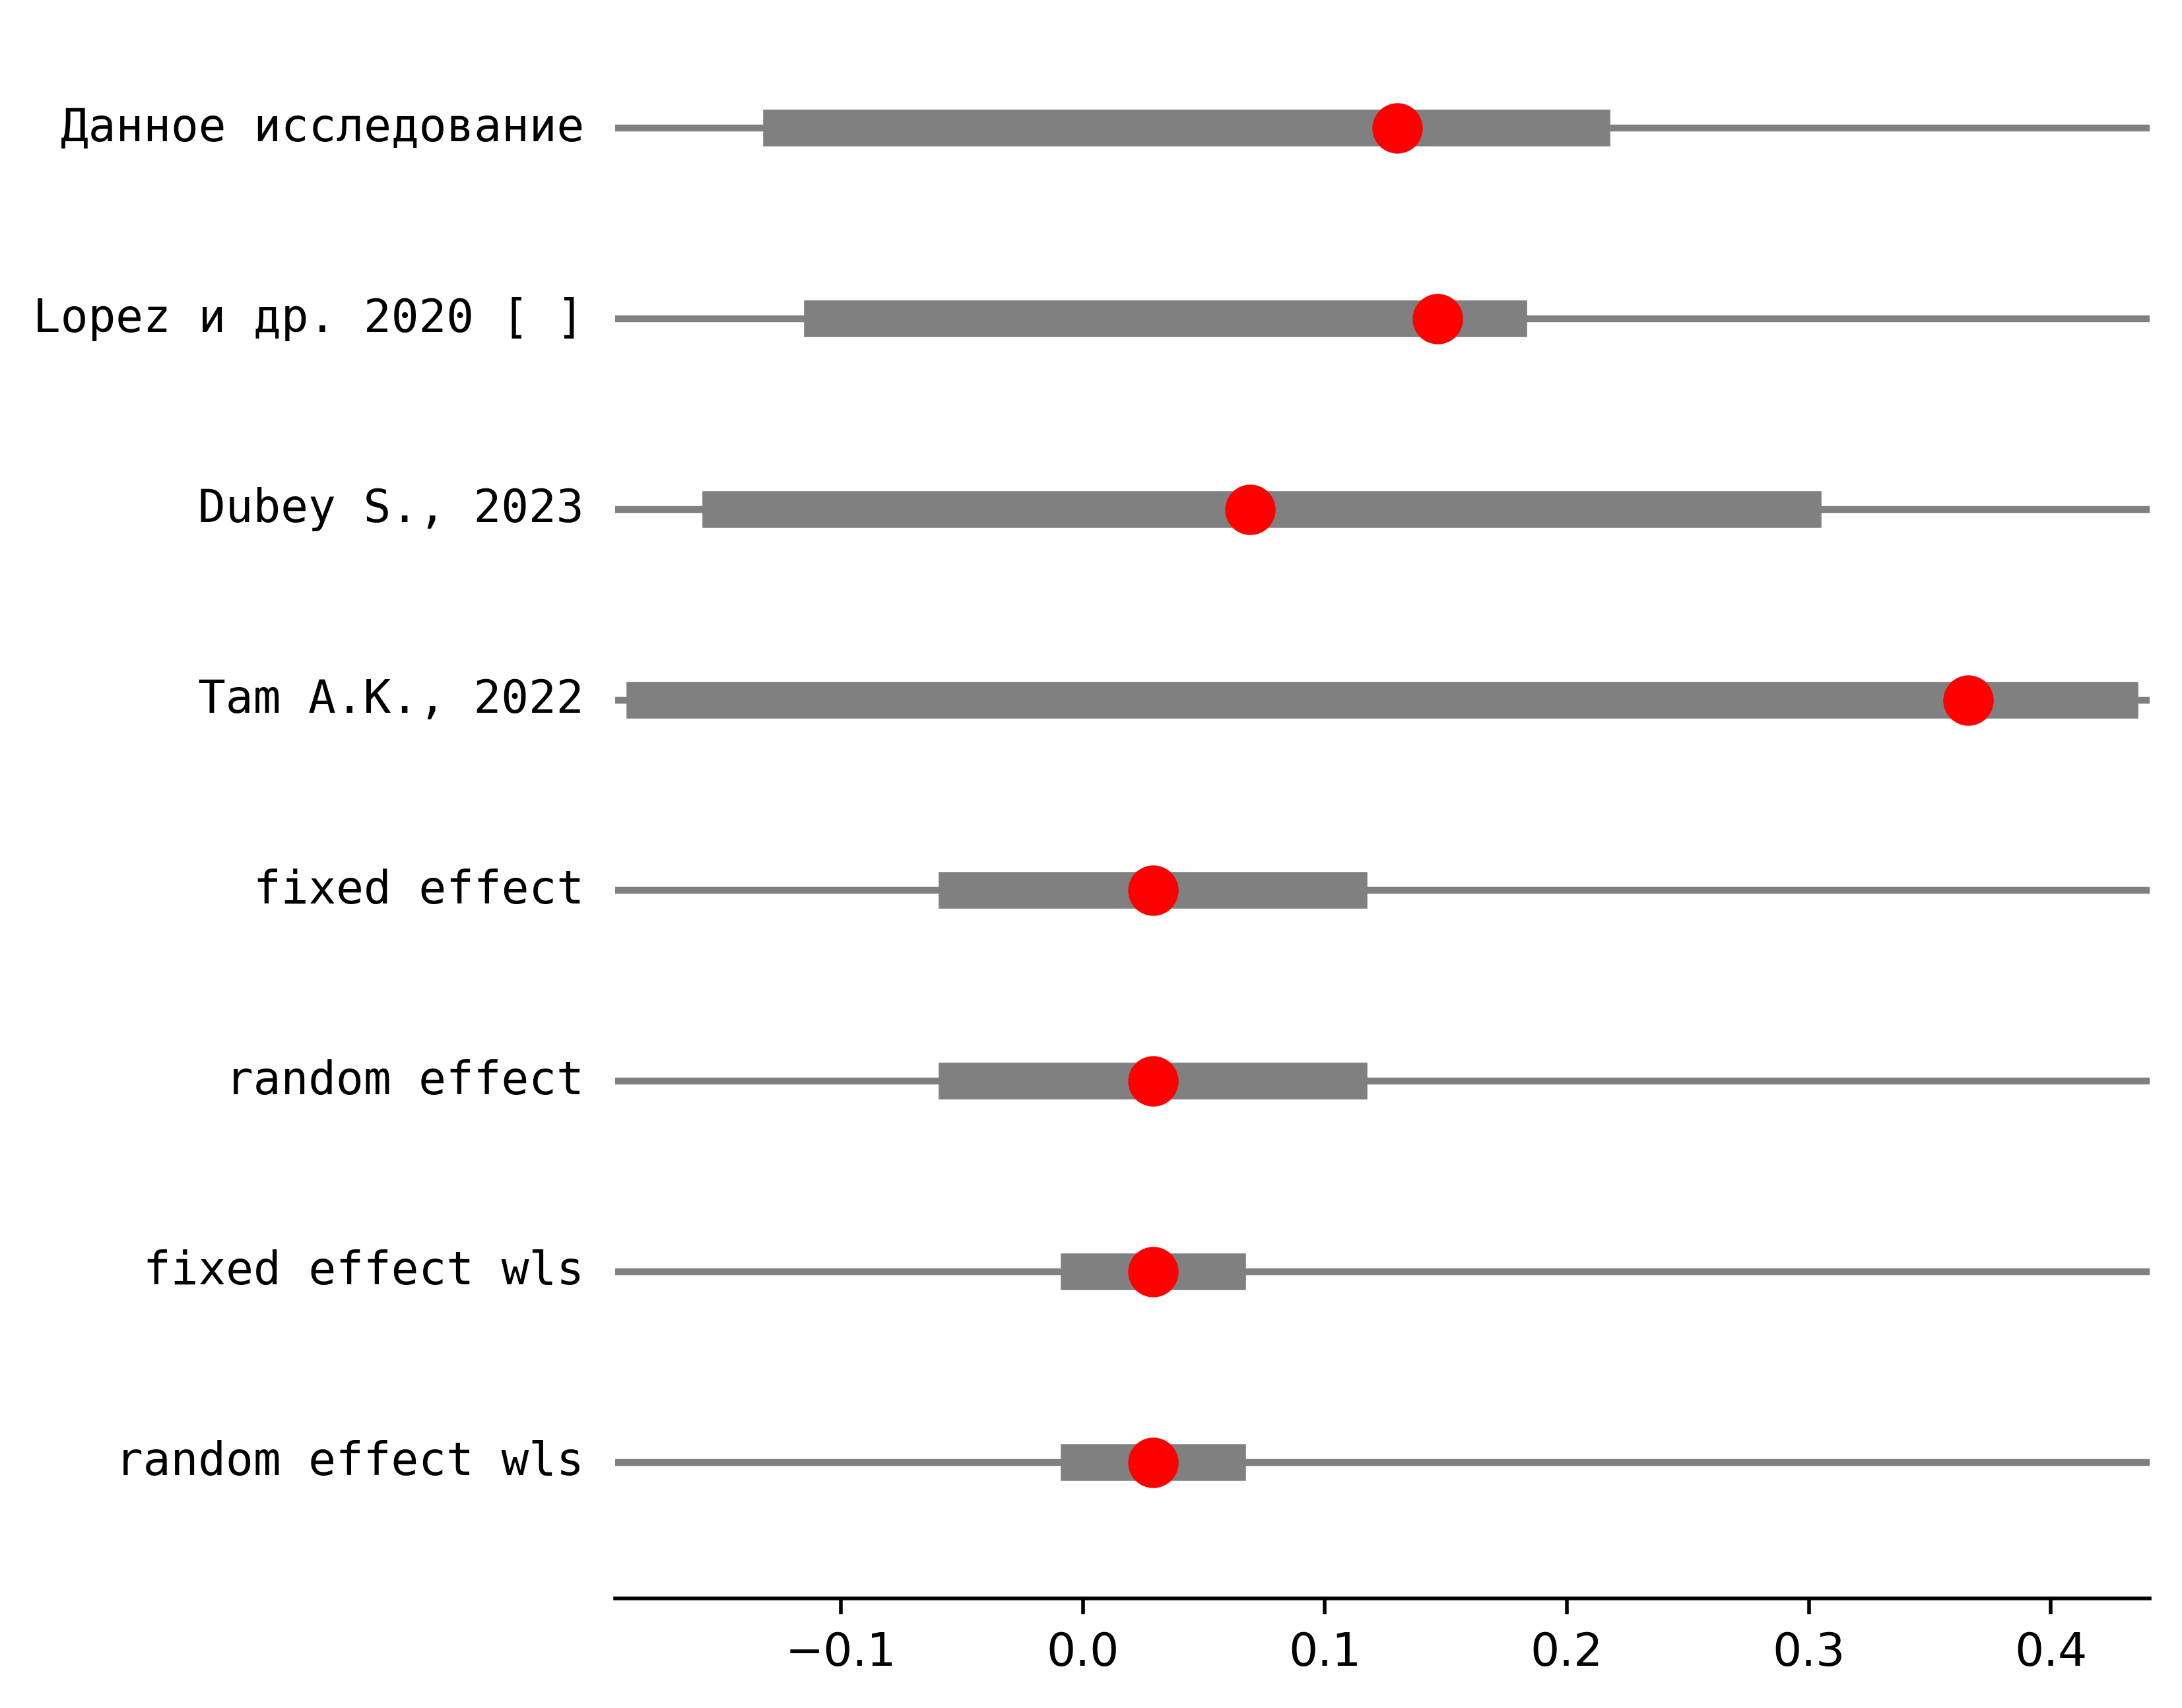 Данное исследование
Lopez и др. 2020 [ ]
Dubey S., 2023
Tam A.K., 2022
fixed effect
random effect
fixed effect wls
random effect wls
−0.1 0.0 0.1 0.2 0.3 0.4